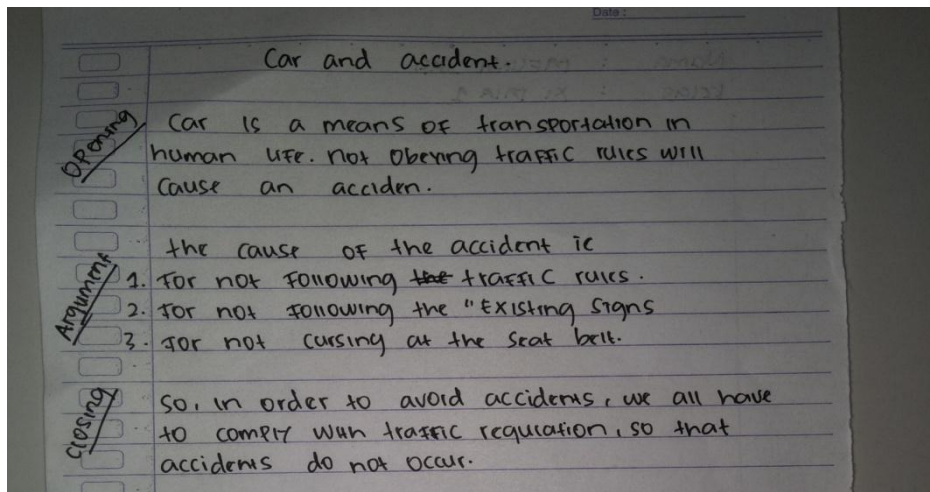 Date:
Car and accident.
Opening
Car is a means of transportation in
human life. not obeying traffic rules will
cause an acciden.
Argument
the cause of the accident ic
1. For not following the traffic rules.
2. For not following the "Existing signs
3. For not cursing at the seat belt.
Closing
So, in order to avoid accidents, we all have
to comply with traffic regulation, so that
accidents do not occur.